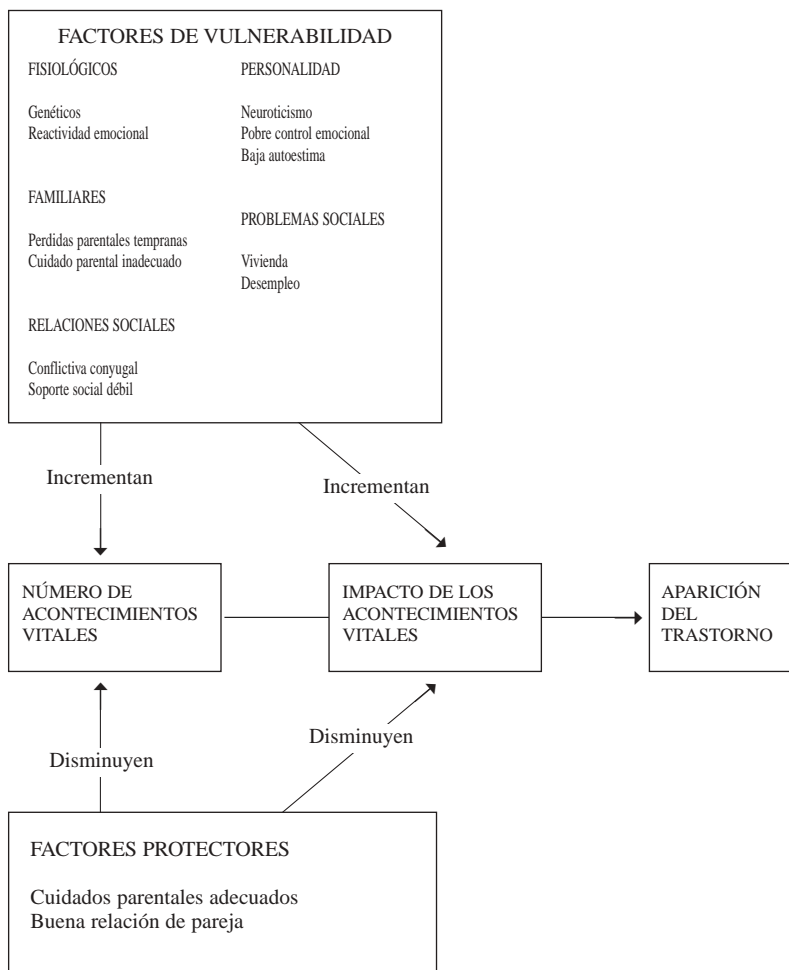 FACTORES DE VULNERABILIDAD
FISIOLÓGICOS
Genéticos
Reactividad emocional
FAMILIARES
Perdidas parentales tempranas
Cuidado parental inadecuado
RELACIONES SOCIALES
Conflictiva conyugal
Soporte social débil
PERSONALIDAD
Neuroticismo
Pobre control emocional
Baja autoestima
PROBLEMAS SOCIALES
Vivienda
Desempleo
Incrementan
Incrementan
NÚMERO DE
ACONTECIMIENTOS
VITALES
IMPACTO DE LOS
ACONTECIMIENTOS
VITALES
APARICIÓN
DEL
TRASTORNO
Disminuyen
Disminuyen
FACTORES PROTECTORES
Cuidados parentales adecuados
Buena relación de pareja